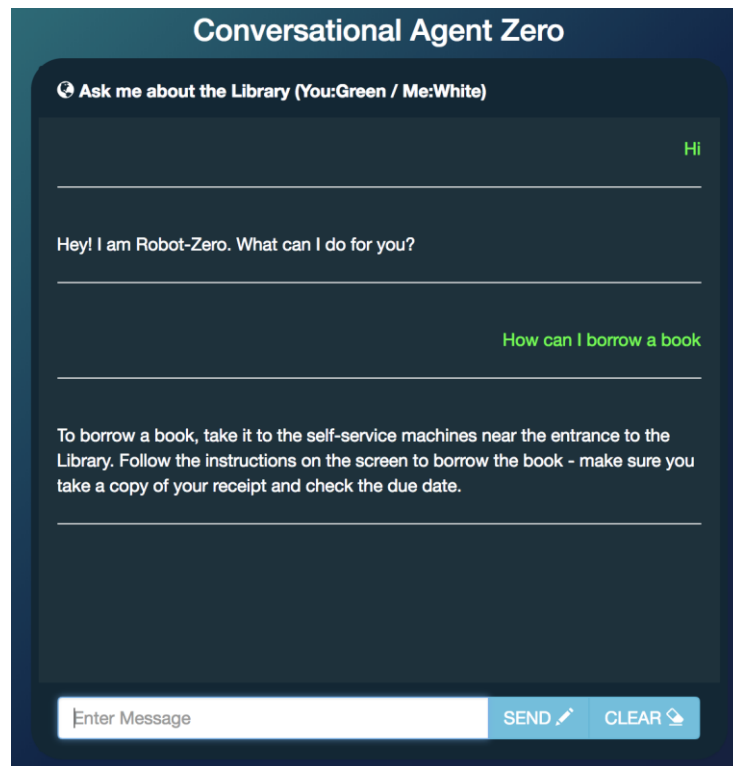 Conversational Agent Zero
Ask me about the Library (You:Green / Me:White)
Hi
Hey! I am Robot-Zero. What can I do for you?
How can I borrow a book
To borrow a book, take it to the self-service machines near the entrance to the
Library. Follow the instructions on the screen to borrow the book - make sure you
take a copy of your receipt and check the due date.
Enter Message
SEND
CLEAR